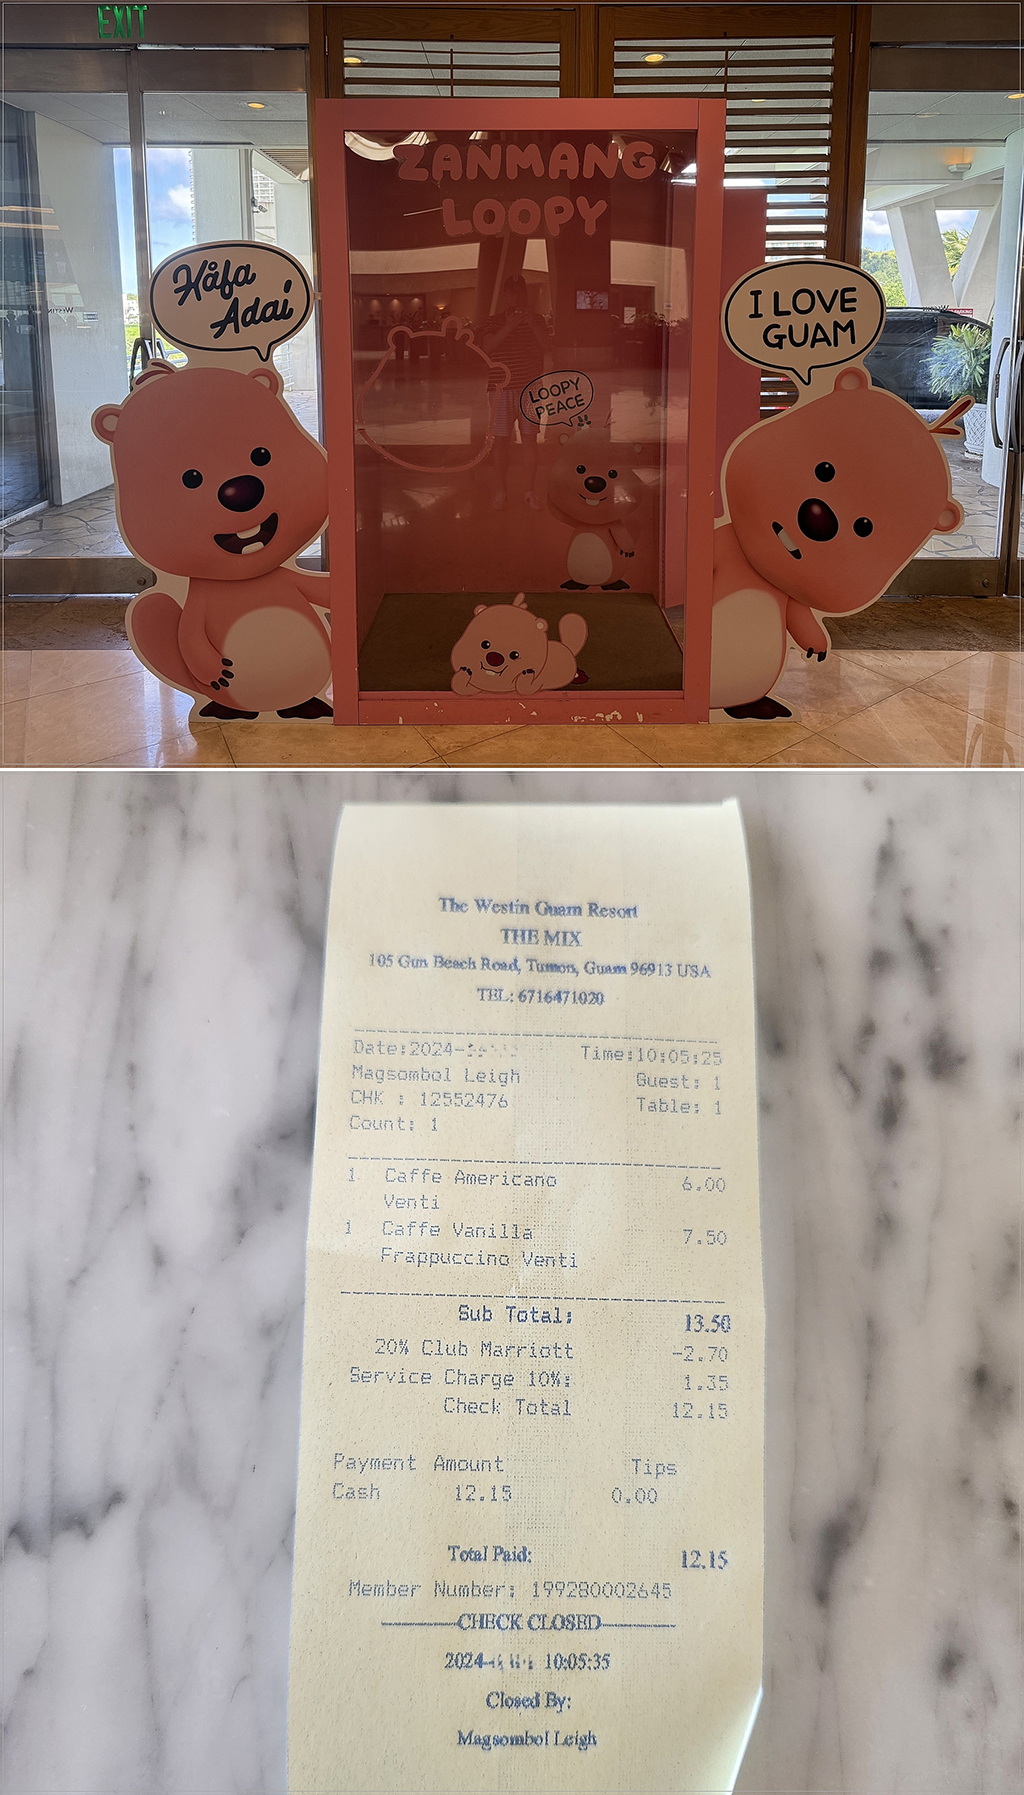 EXIT
ZANMANG
LOOPY
Håfa
Adai
I LOVE
GUAM
LOOPY
PEACE
The Westin Guam Resort
THE MIX
105 Gun Beach Road, Tumon, Guam 96913 USA
TEL: 6716471020
Date:2024- Time:10:05:25
Magsombol Leigh Guest: 1
CHK : 12552476 Table: 1
Count: 1
1 Caffe Americano 6.00
Venti
1 Caffe Vanilla 7.50
Frappuccino Venti
Sub Total: 13.50
20% Club Marriott -2.70
Service Charge 10%: 1.35
Check Total 12.15
Payment Amount Tips
Cash 12.15 0.00
Total Paid: 12.15
Member Number: 199280002645
CHECK CLOSED
2024- 10:05:35
Closed By:
Magsombol Leigh